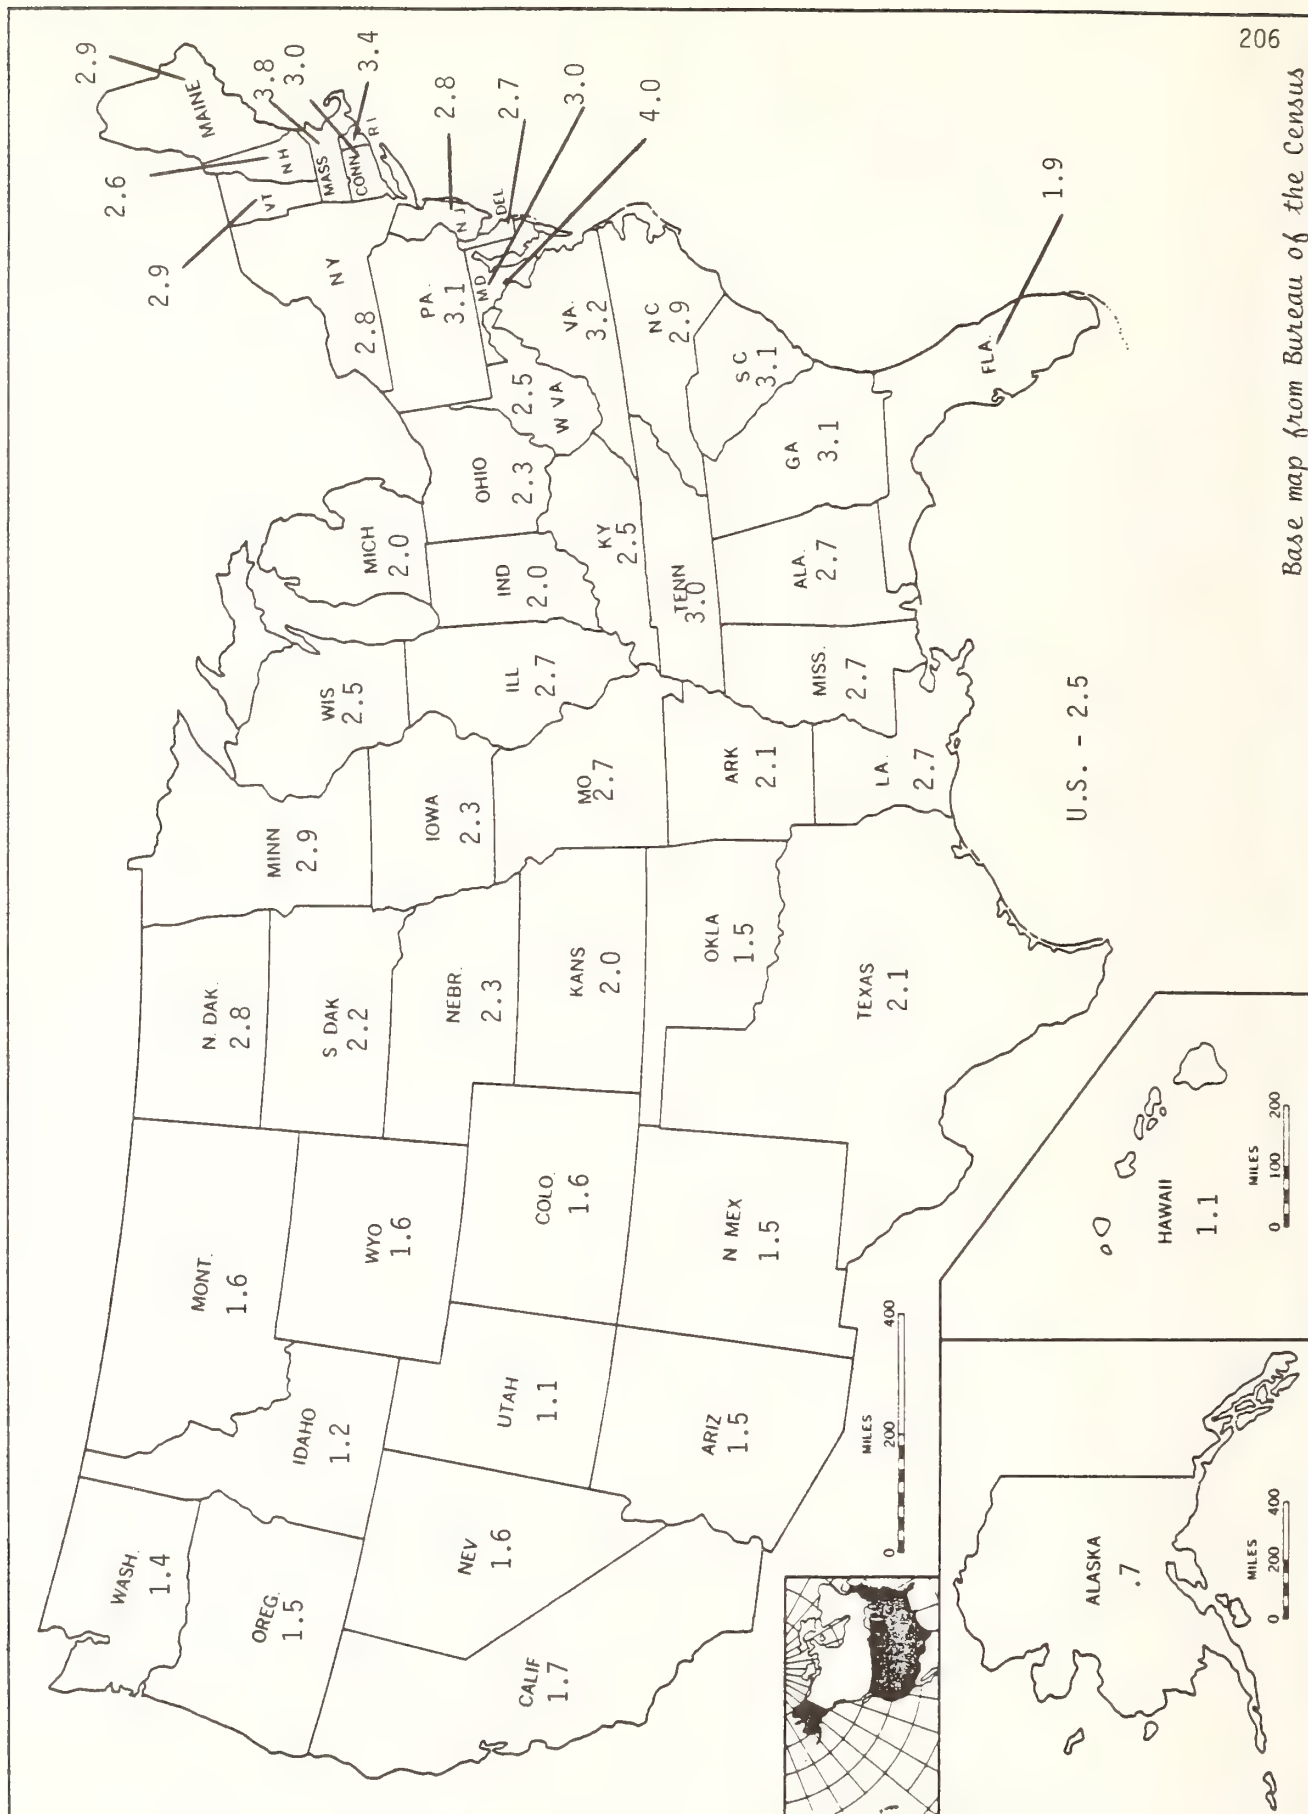 206
WASH.
1.4
OREG.
1.5
CALIF
1.7
NEV
1.6
IDAHO
1.2
MONT.
1.6
WYO
1.6
UTAH
1.1
COLO.
1.6
ARIZ
1.5
N MEX
1.5
N. DAK.
2.8
S DAK
2.2
NEBR.
2.3
KANS
2.0
OKLA
1.5
TEXAS
2.1
MINN
2.9
IOWA
2.3
MO
2.7
ARK
2.1
LA.
2.7
WIS
2.5
ILL
2.7
MICH
2.0
IND
2.0
OHIO
2.3
KY
2.5
TENN
3.0
MISS.
2.7
ALA.
2.7
GA
3.1
FLA.
1.9
S C
3.1
N C
2.9
VA.
3.2
W VA
2.5
PA.
3.1
N Y
2.8
VT
2.9
N H
2.6
MAINE
2.9
MASS
3.8
CONN
3.0
R I
3.4
N J
2.8
DEL
2.7
MD
3.0
4.0
U.S. - 2.5
MILES
0 200 400
ALASKA
.7
MILES
0 200 400
HAWAII
1.1
MILES
0 100 200
Base map from Bureau of the Census